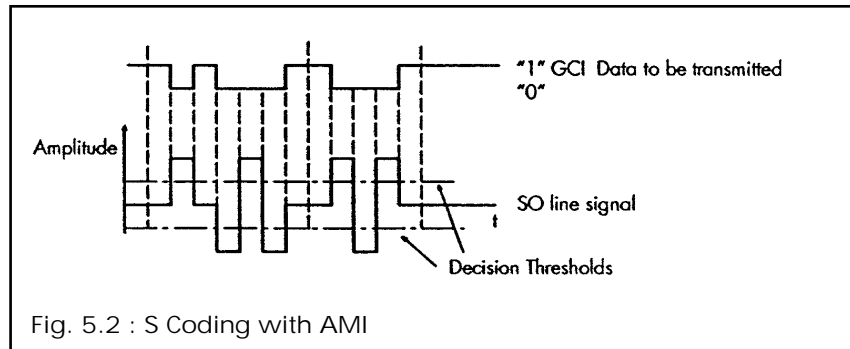 "1" GCI Data to be transmitted
"0"
Amplitude
SO line signal
t
Decision Thresholds
Fig. 5.2 : S Coding with AMI